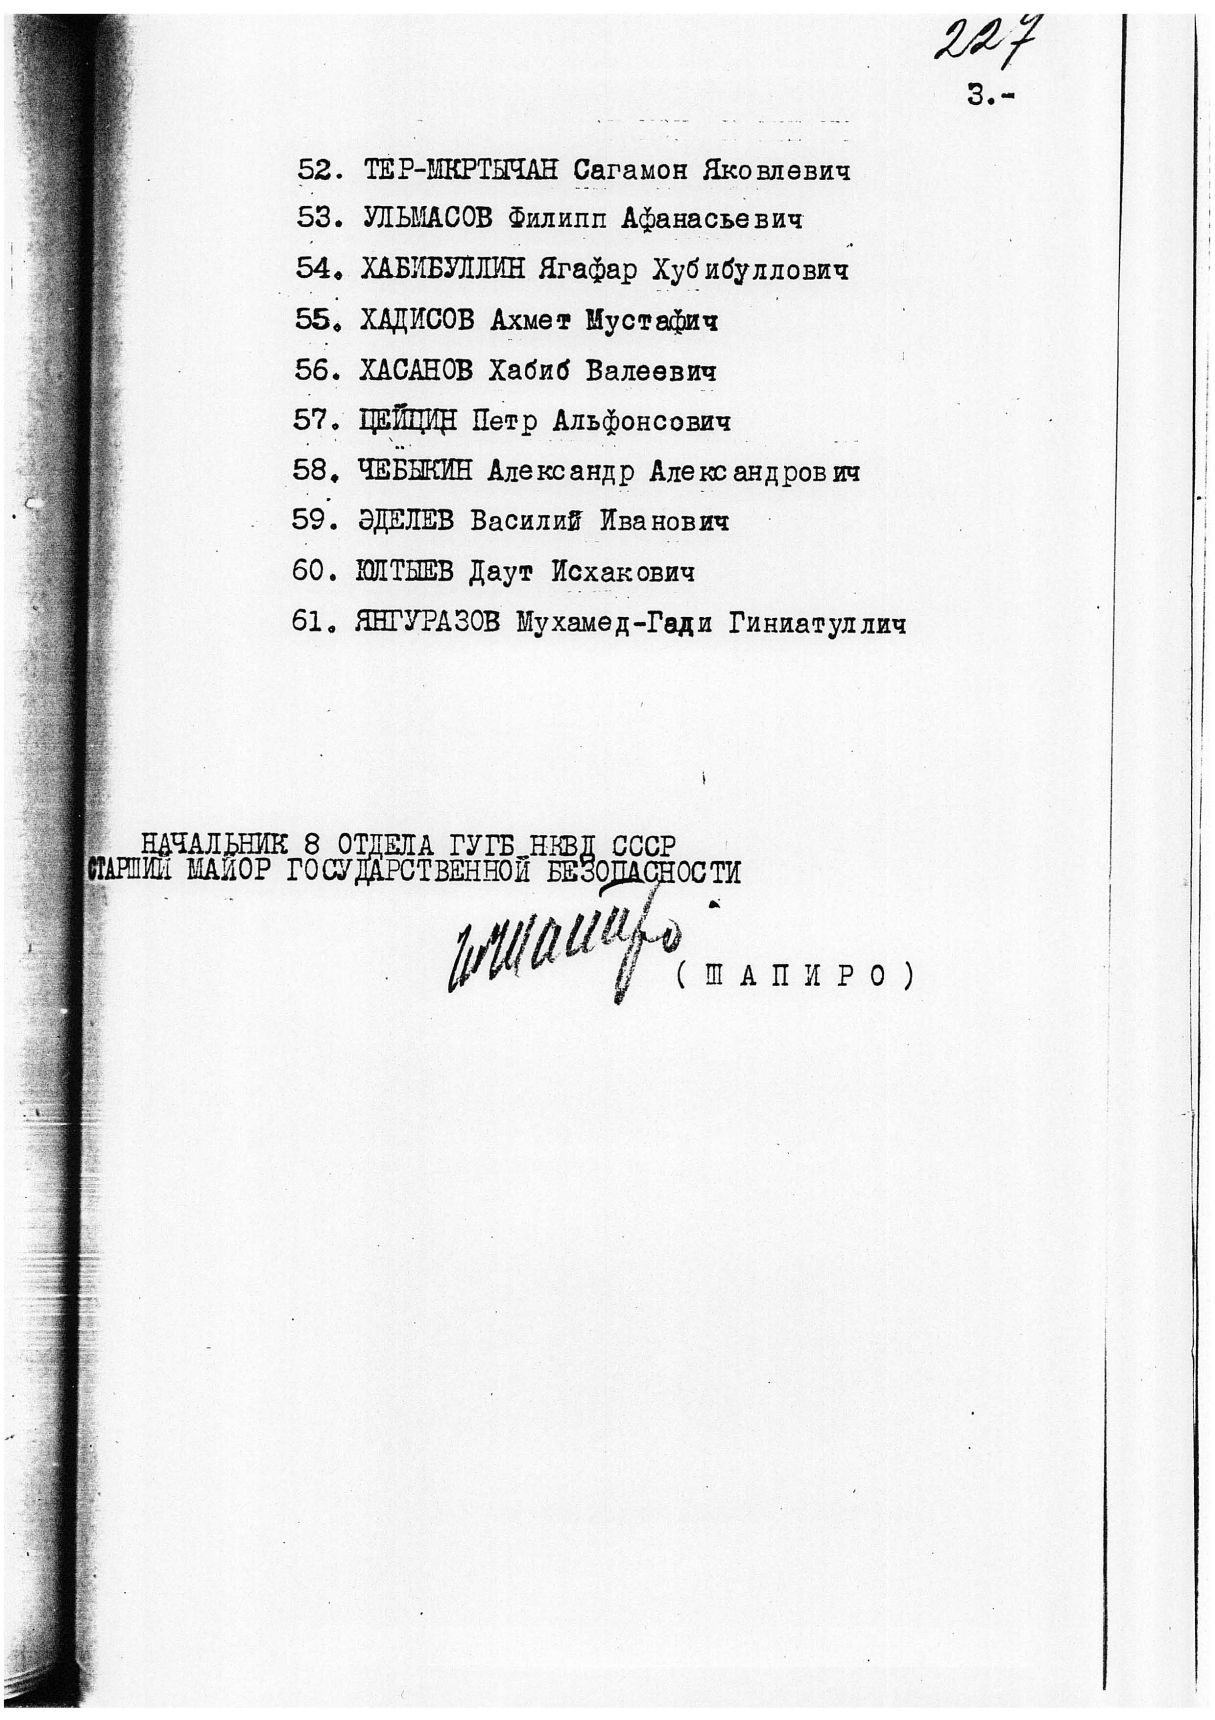 227
3.-
52. ТЕР-МКРТЫЧАН Сагамон Яковлевич
53. УЛЬМАСОВ Филипп Афанасьевич
54. ХАБИБУЛЛИН Ягафар Хубибуллович
55. ХАДИСОВ Ахмет Мустафич
56. ХАСАНОВ Хабиб Валеевич
57. ЦЕЙЦИН Петр Альфонсович
58. ЧЕБЫКИН Александр Александрович
59. ЭДЕЛЕВ Василий Иванович
60. ЮЛТЫЕВ Даут Исхакович
61. ЯНГУРАЗОВ Мухамед-Гади Гиниатуллич
НАЧАЛЬНИК 8 ОТДЕЛА ГУГБ НКВД СССР
СТАРШИЙ МАЙОР ГОСУДАРСТВЕННОЙ БЕЗОПАСНОСТИ
(ШАПИРО)